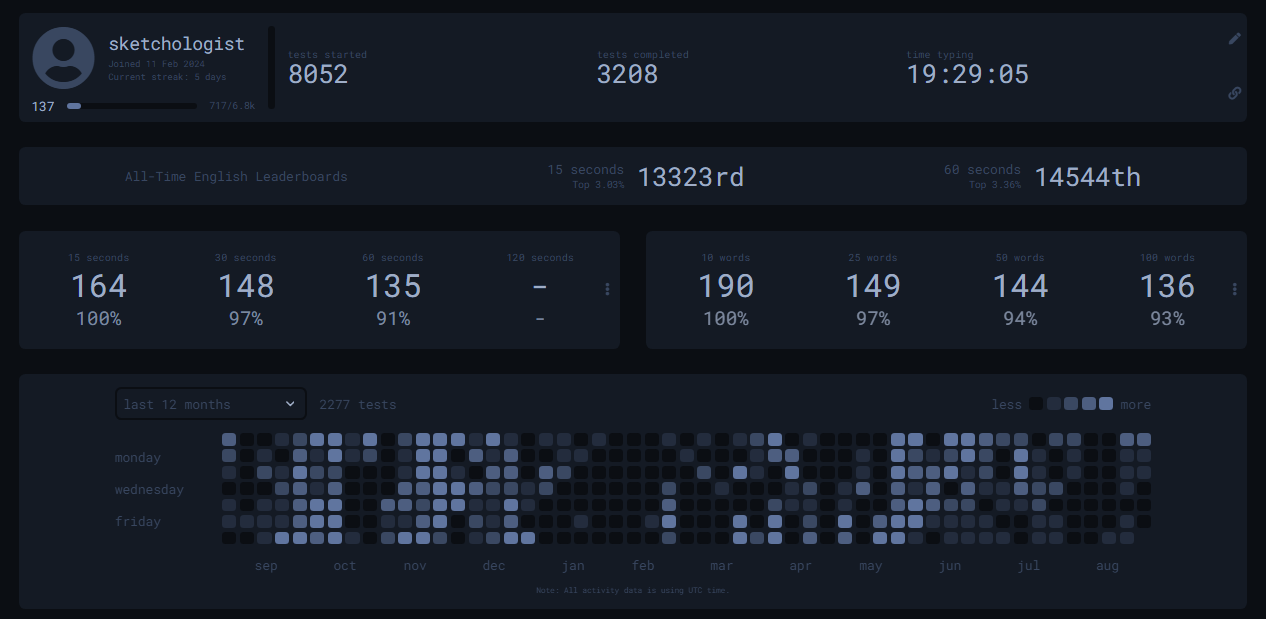 sketchologist
Joined 11 Feb 2024
Current streak: 5 days
137 717/6.8k
tests started
8052
tests completed
3208
time typing
19:29:05
All-Time English Leaderboards
15 seconds
Top 3.03%
13323rd
60 seconds
Top 3.36%
14544th
15 seconds 30 seconds 60 seconds 120 seconds
164 148 135 -
100% 97% 91% -
10 words 25 words 50 words 100 words
190 149 144 136
100% 97% 94% 93%
last 12 months 2277 tests less more
monday
wednesday
friday
sep oct nov dec jan feb mar apr may jun jul aug
Note: All activity data is using UTC time.